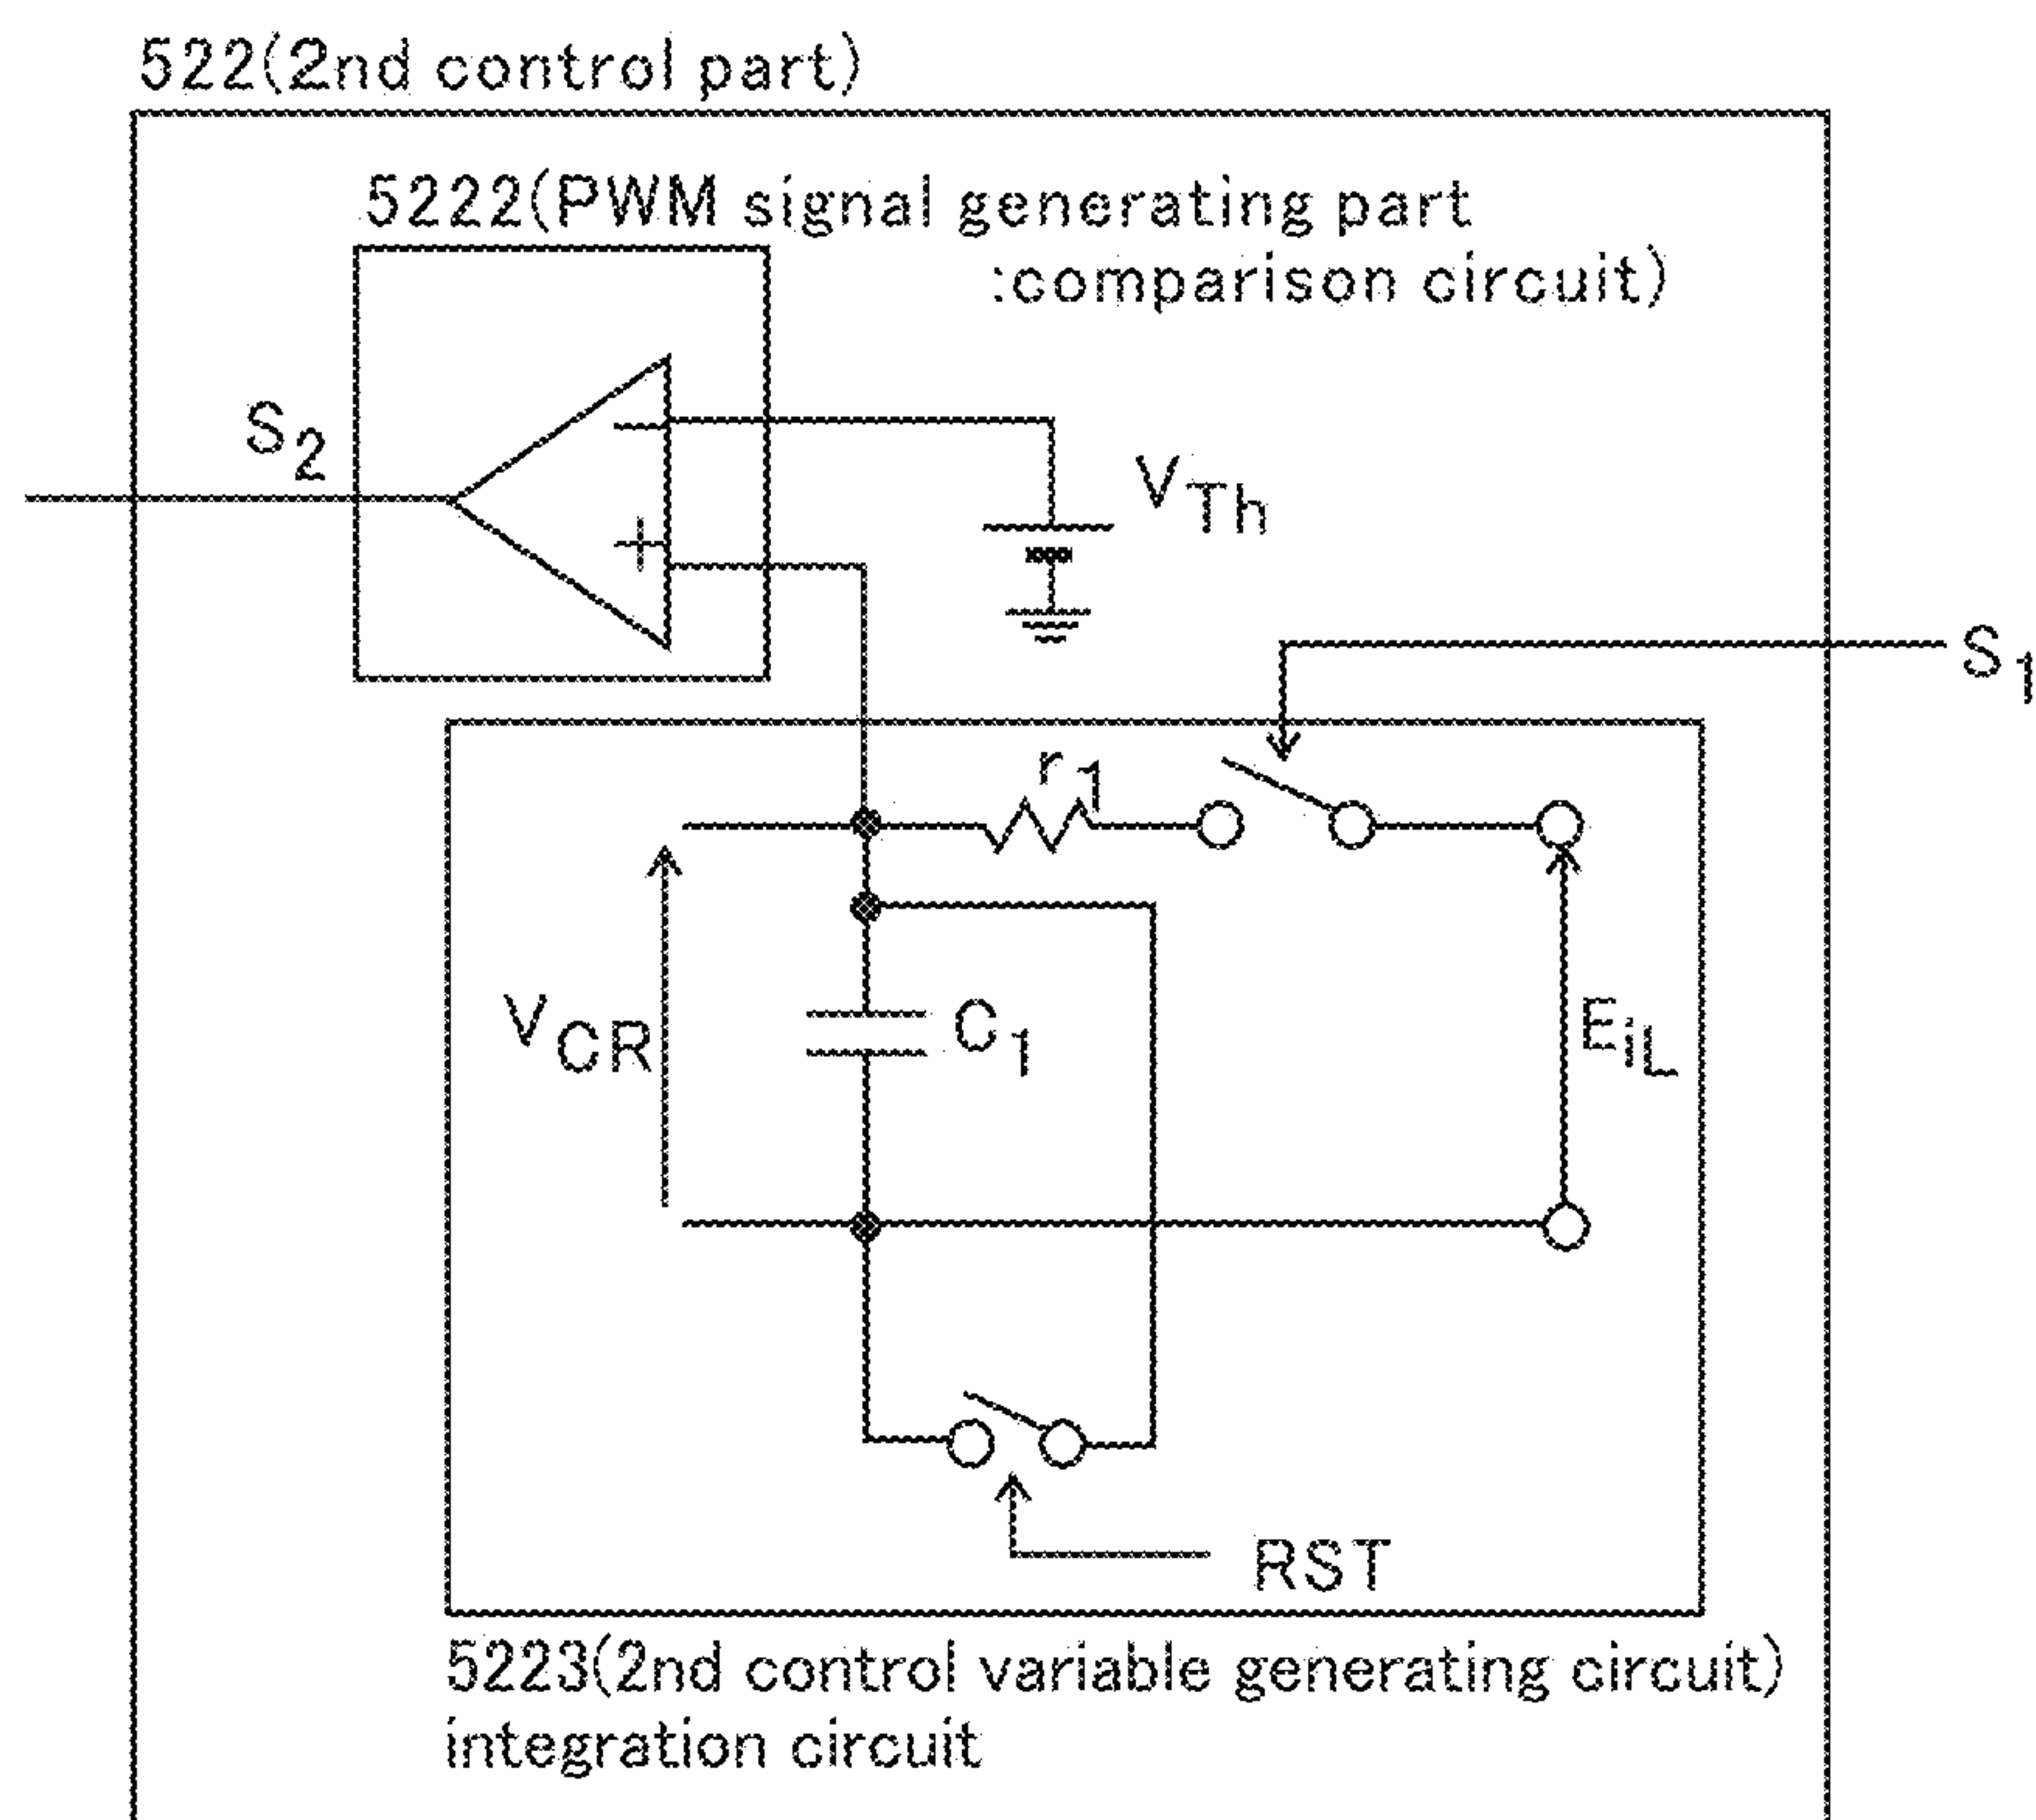 522(2nd control part)
5222(PWM signal generating part
:comparison circuit)
S2
−
VTh
+
S1
r1
VCR
C1
EiL
RST
5223(2nd control variable generating circuit)
integration circuit